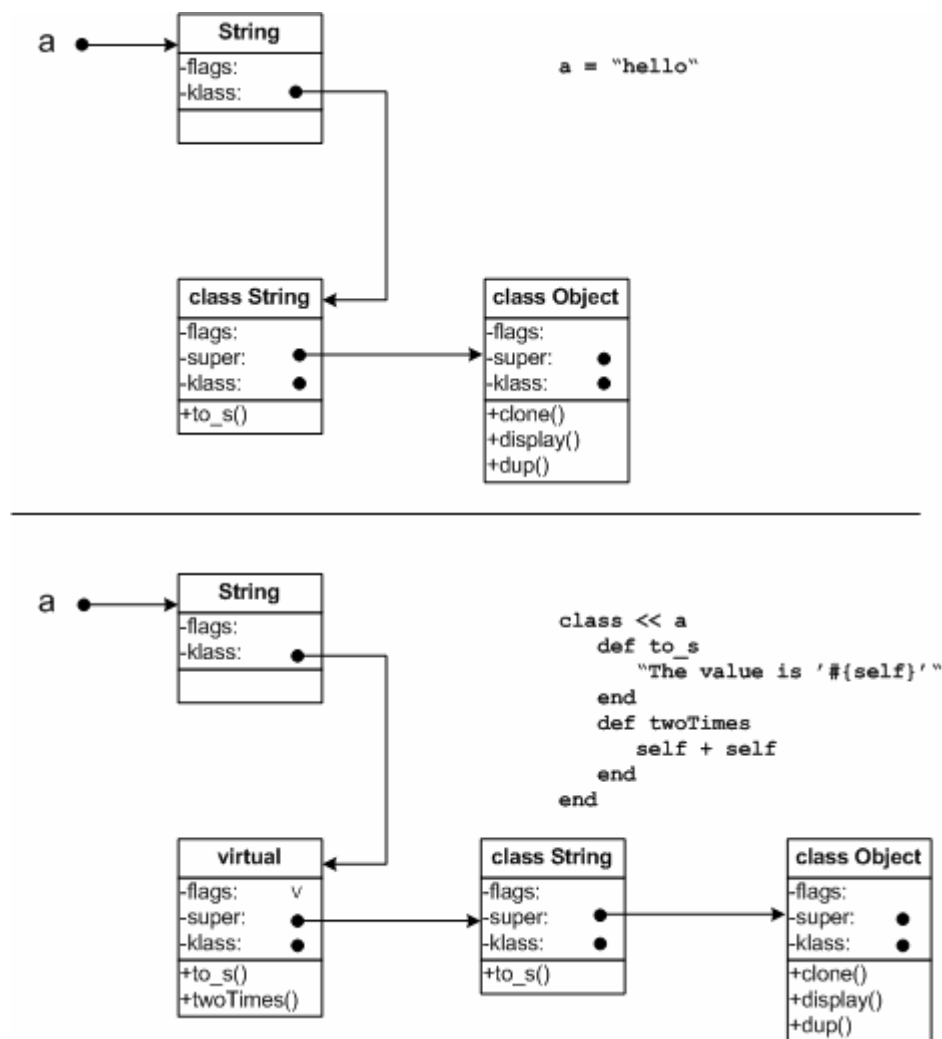 String
a
-flags:
-klass:
a = "hello"
class String
-flags:
-super:
-klass:
+to_s()
class Object
-flags:
-super:
-klass:
+clone()
+display()
+dup()
String
a
-flags:
-klass:
class << a
def to_s
"The value is '#{self}'"
end
def twoTimes
self + self
end
end
virtual
-flags: v
-super:
-klass:
+to_s()
+twoTimes()
class String
-flags:
-super:
-klass:
+to_s()
class Object
-flags:
-super:
-klass:
+clone()
+display()
+dup()